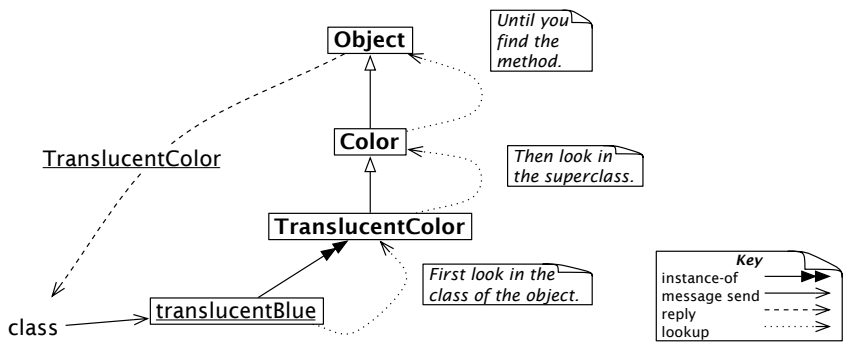 Object
Until you
find the
method.
Color
TranslucentColor
Then look in
the superclass.
TranslucentColor
First look in the
class of the object.
Key
instance-of
message send
reply
lookup
translucentBlue
class